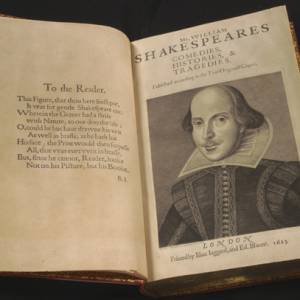 To the Reader.
This Figure, that thou here seest put,
It was for gentle Shakespeare cut;
Wherein the Grauer had a strife
with Nature, to out-doo the life:
O, could he but haue drawne his wit
As well in brasse, as he hath hit
His face; the Print would then surpasse
All, that was euer writ in brasse.
But, since he cannot, Reader, looke
Not on his Picture, but his Booke.
B. I.
Mr. WILLIAM
SHAKESPEARES
COMEDIES,
HISTORIES, &
TRAGEDIES.
Published according to the True Originall Copies.
LONDON
Printed by Isaac Iaggard, and Ed. Blount. 1623.